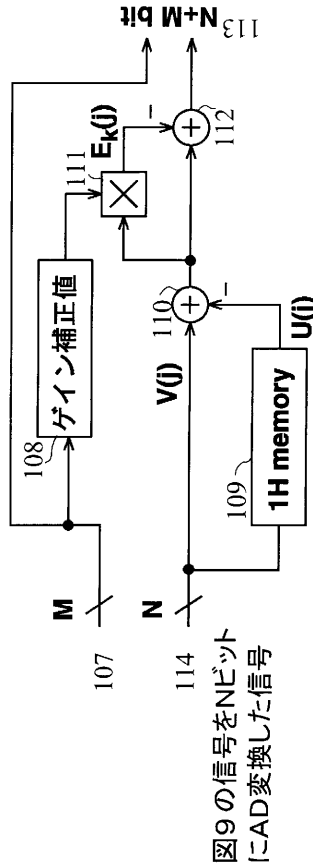 M
107
108
ゲイン補正値
111
E_k(j)
N+M bit
113
N
114
V(j)
110
112
−
−
109
1H memory
U(j)
図9の信号をNビット
にAD変換した信号